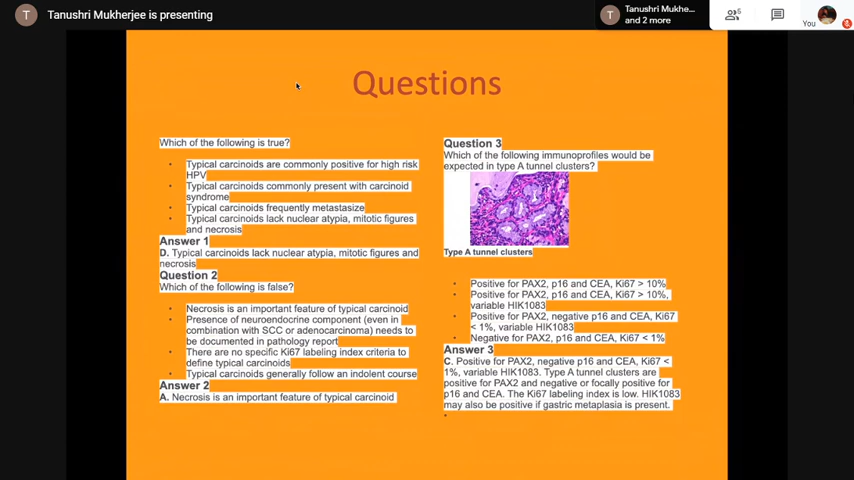 T
Tanushri Mukherjee is presenting
T
Tanushri Mukhe...
and 2 more
6
You
Questions
Which of the following is true?
• Typical carcinoids are commonly positive for high risk
HPV
• Typical carcinoids commonly present with carcinoid
syndrome
• Typical carcinoids frequently metastasize
• Typical carcinoids lack nuclear atypia, mitotic figures
and necrosis
Answer 1
D. Typical carcinoids lack nuclear atypia, mitotic figures and
necrosis
Question 2
Which of the following is false?
• Necrosis is an important feature of typical carcinoid
• Presence of neuroendocrine component (even in
combination with SCC or adenocarcinoma) needs to
be documented in pathology report
• There are no specific Ki67 labeling index criteria to
define typical carcinoids
• Typical carcinoids generally follow an indolent course
Answer 2
A. Necrosis is an important feature of typical carcinoid
Question 3
Which of the following immunoprofiles would be
expected in type A tunnel clusters?
Type A tunnel clusters
• Positive for PAX2, p16 and CEA, Ki67 > 10%
• Positive for PAX2, p16 and CEA, Ki67 > 10%,
variable HIK1083
• Positive for PAX2, negative p16 and CEA, Ki67
< 1%, variable HIK1083
• Negative for PAX2, p16 and CEA, Ki67 < 1%
Answer 3
C. Positive for PAX2, negative p16 and CEA, Ki67 <
1%, variable HIK1083. Type A tunnel clusters are
positive for PAX2 and negative or focally positive for
p16 and CEA. The Ki67 labeling index is low. HIK1083
may also be positive if gastric metaplasia is present.
•